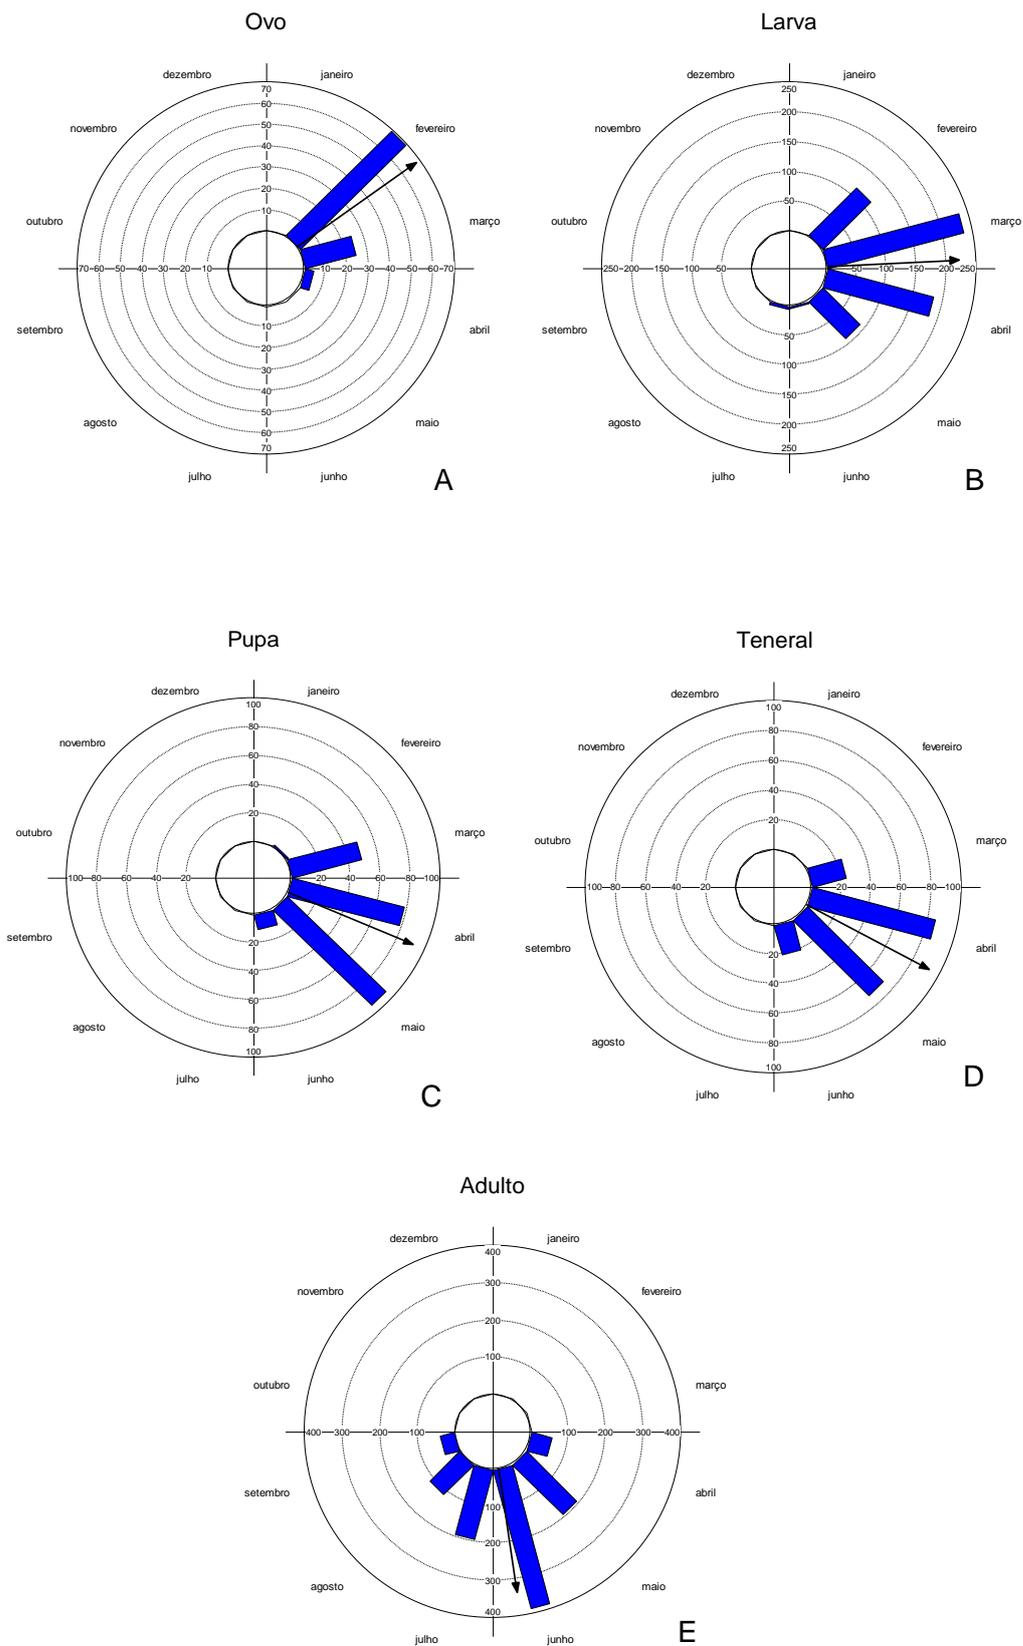 Ovo
dezembro janeiro
70
60
novembro fevereiro
50
40
30
20
outubro março
10
70 60 50 40 30 20 10 10 20 30 40 50 60 70
10
setembro abril
20
30
40
agosto maio
50
60
70
julho junho
A
Larva
dezembro janeiro
250
200
novembro fevereiro
150
100
outubro março
50
250 200 150 100 50 50 100 150 200 250
setembro abril
50
100
150
agosto maio
200
250
julho junho
B
Pupa
dezembro janeiro
100
80
novembro fevereiro
60
40
outubro março
20
100 80 60 40 20 20 40 60 80 100
setembro abril
20
40
60
agosto maio
80
100
julho junho
C
Teneral
dezembro janeiro
100
80
novembro fevereiro
60
40
outubro março
20
100 80 60 40 20 20 40 60 80 100
setembro abril
20
40
60
agosto maio
80
100
julho junho
D
Adulto
dezembro janeiro
400
300
novembro fevereiro
200
100
outubro março
400 300 200 100 100 200 300 400
setembro abril
100
200
agosto maio
300
400
julho junho
E